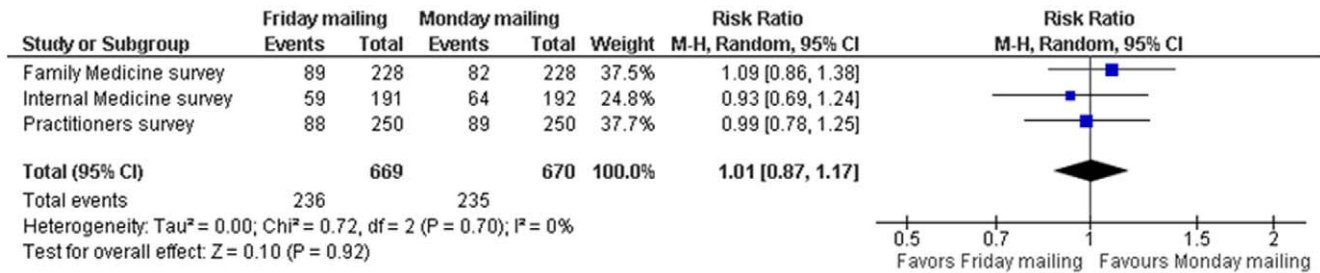 Friday mailing Monday mailing Risk Ratio Risk Ratio
Study or Subgroup Events Total Events Total Weight M-H, Random, 95% CI M-H, Random, 95% CI
Family Medicine survey 89 228 82 228 37.5% 1.09 [0.86, 1.38]
Internal Medicine survey 59 191 64 192 24.8% 0.93 [0.69, 1.24]
Practitioners survey 88 250 89 250 37.7% 0.99 [0.78, 1.25]
Total (95% CI) 669 670 100.0% 1.01 [0.87, 1.17]
Total events 236 235
Heterogeneity: Tau² = 0.00; Chi² = 0.72, df = 2 (P = 0.70); I² = 0%
Test for overall effect: Z = 0.10 (P = 0.92)
0.5 0.7 1 1.5 2
Favors Friday mailing Favours Monday mailing